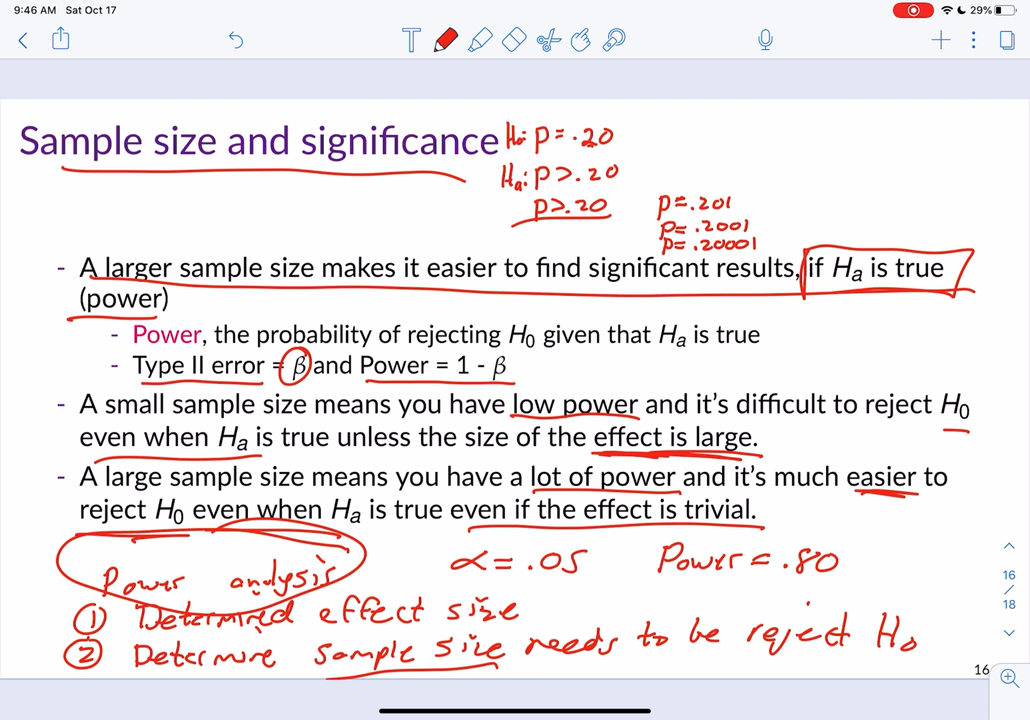 9:46 AM Sat Oct 17
29%
T
Sample size and significance
H₀: p = .20
Hₐ: p > .20
p > .20
p = .201
p = .2001
p = .20001
- A larger sample size makes it easier to find significant results, if Hₐ is true
(power)
- Power, the probability of rejecting H₀ given that Hₐ is true
- Type II error = β and Power = 1 - β
- A small sample size means you have low power and it’s difficult to reject H₀
even when Hₐ is true unless the size of the effect is large.
- A large sample size means you have a lot of power and it’s much easier to
reject H₀ even when Hₐ is true even if the effect is trivial.
α = .05 Power = .80
Power analysis
① Determined effect size
② Determine sample size needs to be reject H₀
16
/
18
16